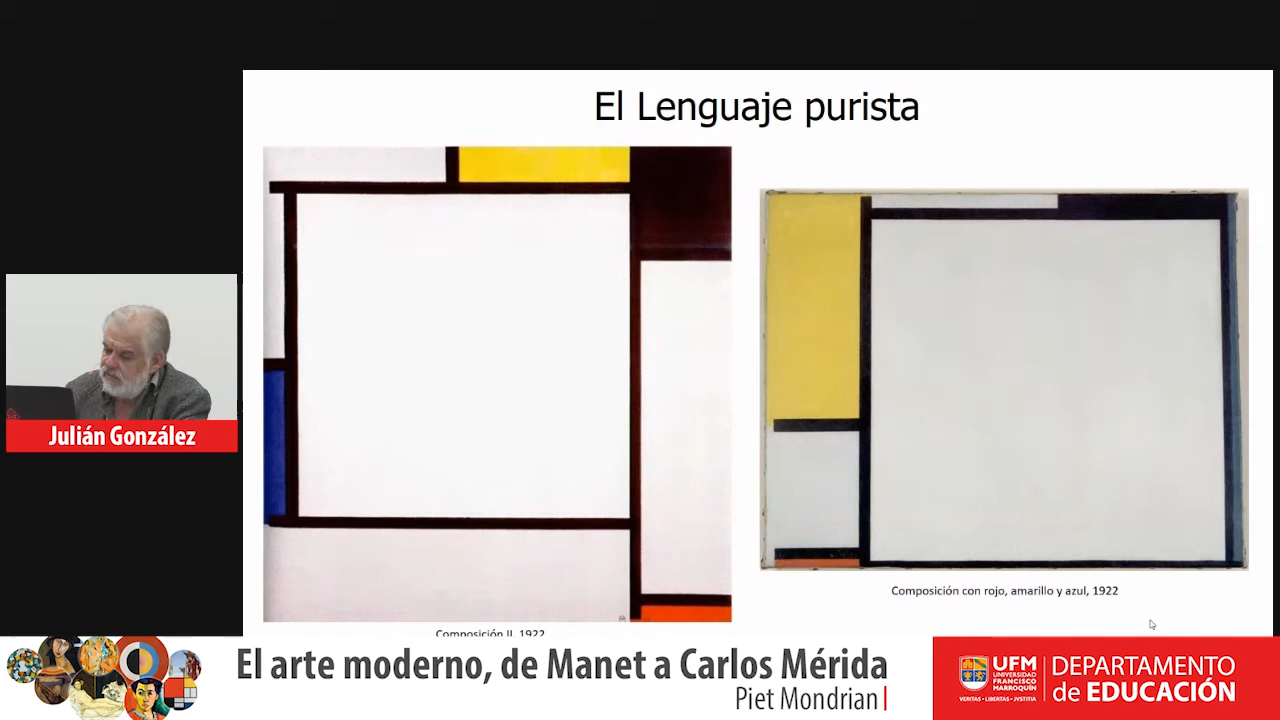 El Lenguaje purista
Julián González
Composición con rojo, amarillo y azul, 1922
Composición II, 1922
El arte moderno, de Manet a Carlos Mérida
Piet Mondrian
UFM
UNIVERSIDAD
FRANCISCO
MARROQUÍN
VERITAS • LIBERTAS • JVSTITIA
DEPARTAMENTO
de EDUCACIÓN